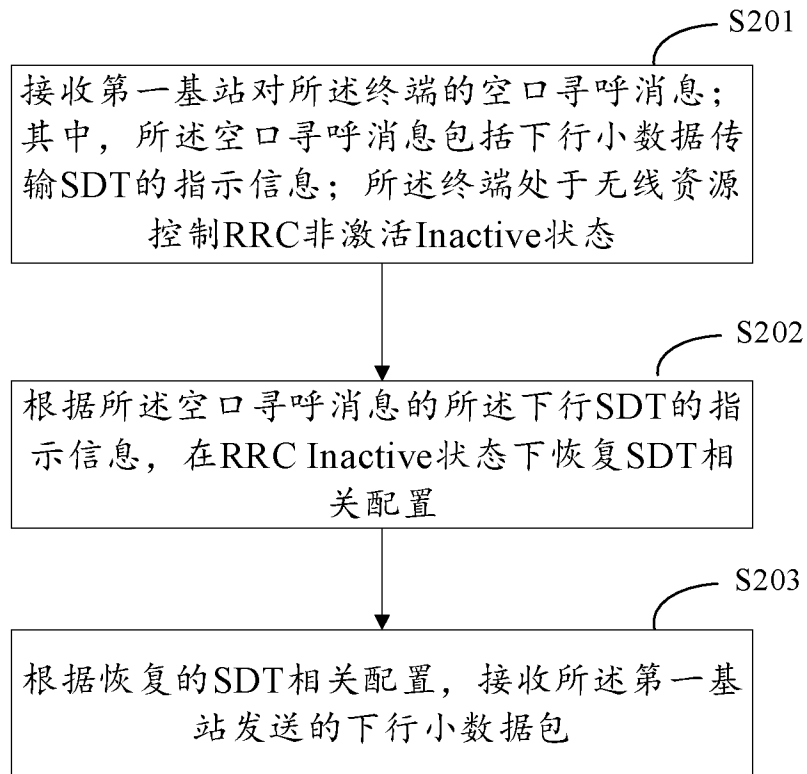 S201
接收第一基站对所述终端的空口寻呼消息；
其中，所述空口寻呼消息包括下行小数据传
输SDT的指示信息；所述终端处于无线资源
控制RRC非激活Inactive状态
S202
根据所述空口寻呼消息的所述下行SDT的指
示信息，在RRC Inactive状态下恢复SDT相
关配置
S203
根据恢复的SDT相关配置，接收所述第一基
站发送的下行小数据包